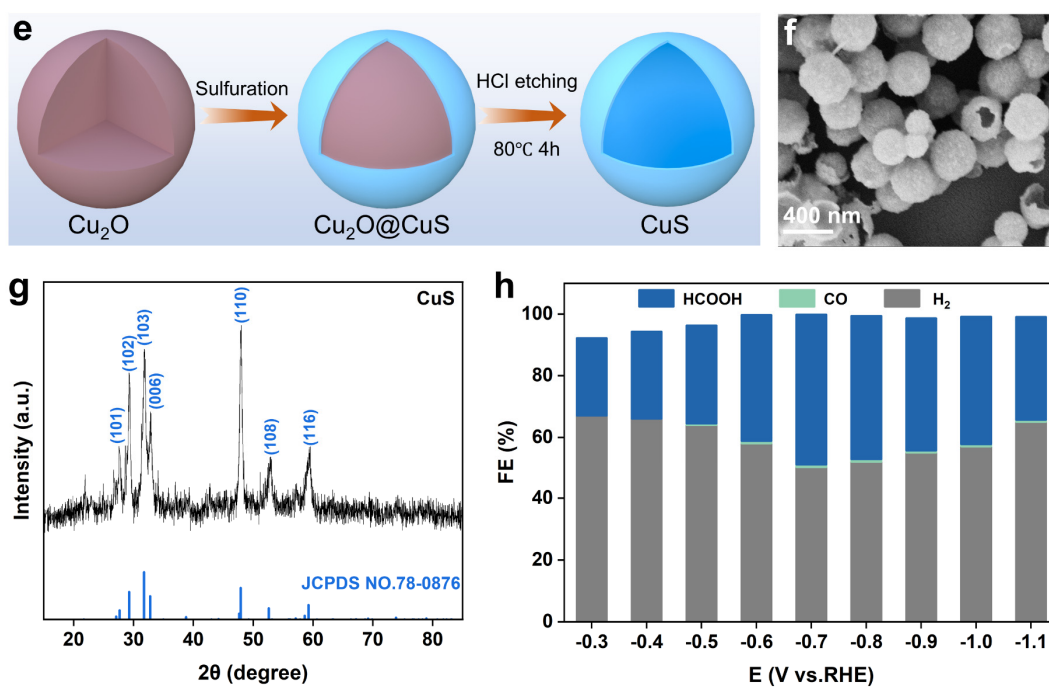 e
Sulfuration
HCl etching
80℃ 4h
Cu₂O
Cu₂O@CuS
CuS
f
400 nm
g
CuS
(101)
(102)
(103)
(006)
(110)
(108)
(116)
JCPDS NO.78-0876
Intensity (a.u.)
20 30 40 50 60 70 80
2θ (degree)
h
HCOOH CO H₂
100
80
60
40
20
0
FE (%)
-0.3 -0.4 -0.5 -0.6 -0.7 -0.8 -0.9 -1.0 -1.1
E (V vs.RHE)